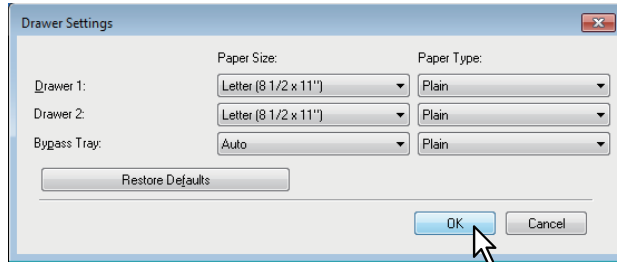 Drawer Settings
Paper Size: Paper Type:
Drawer 1: Letter (8 1/2 x 11") Plain
Drawer 2: Letter (8 1/2 x 11") Plain
Bypass Tray: Auto Plain
Restore Defaults
OK Cancel